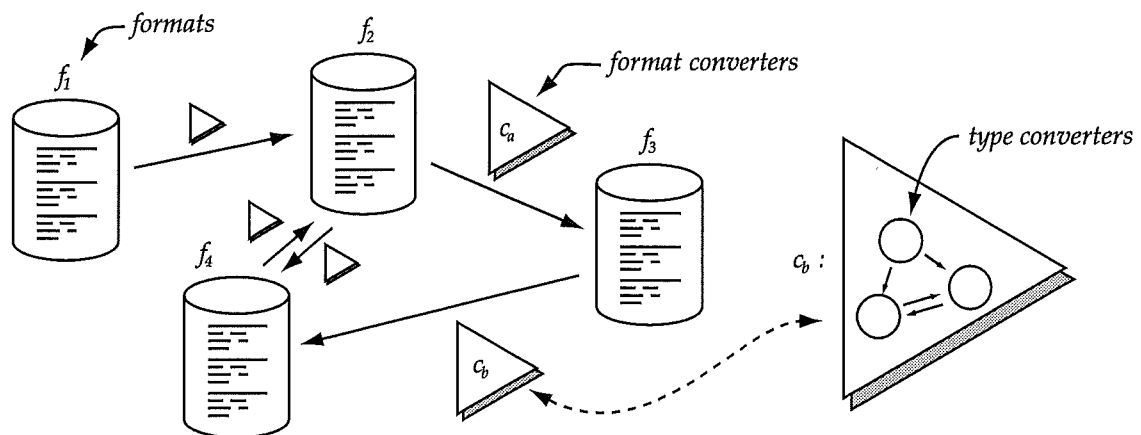 formats
f1
f2
format converters
ca
f3
type converters
f4
cb :
cb